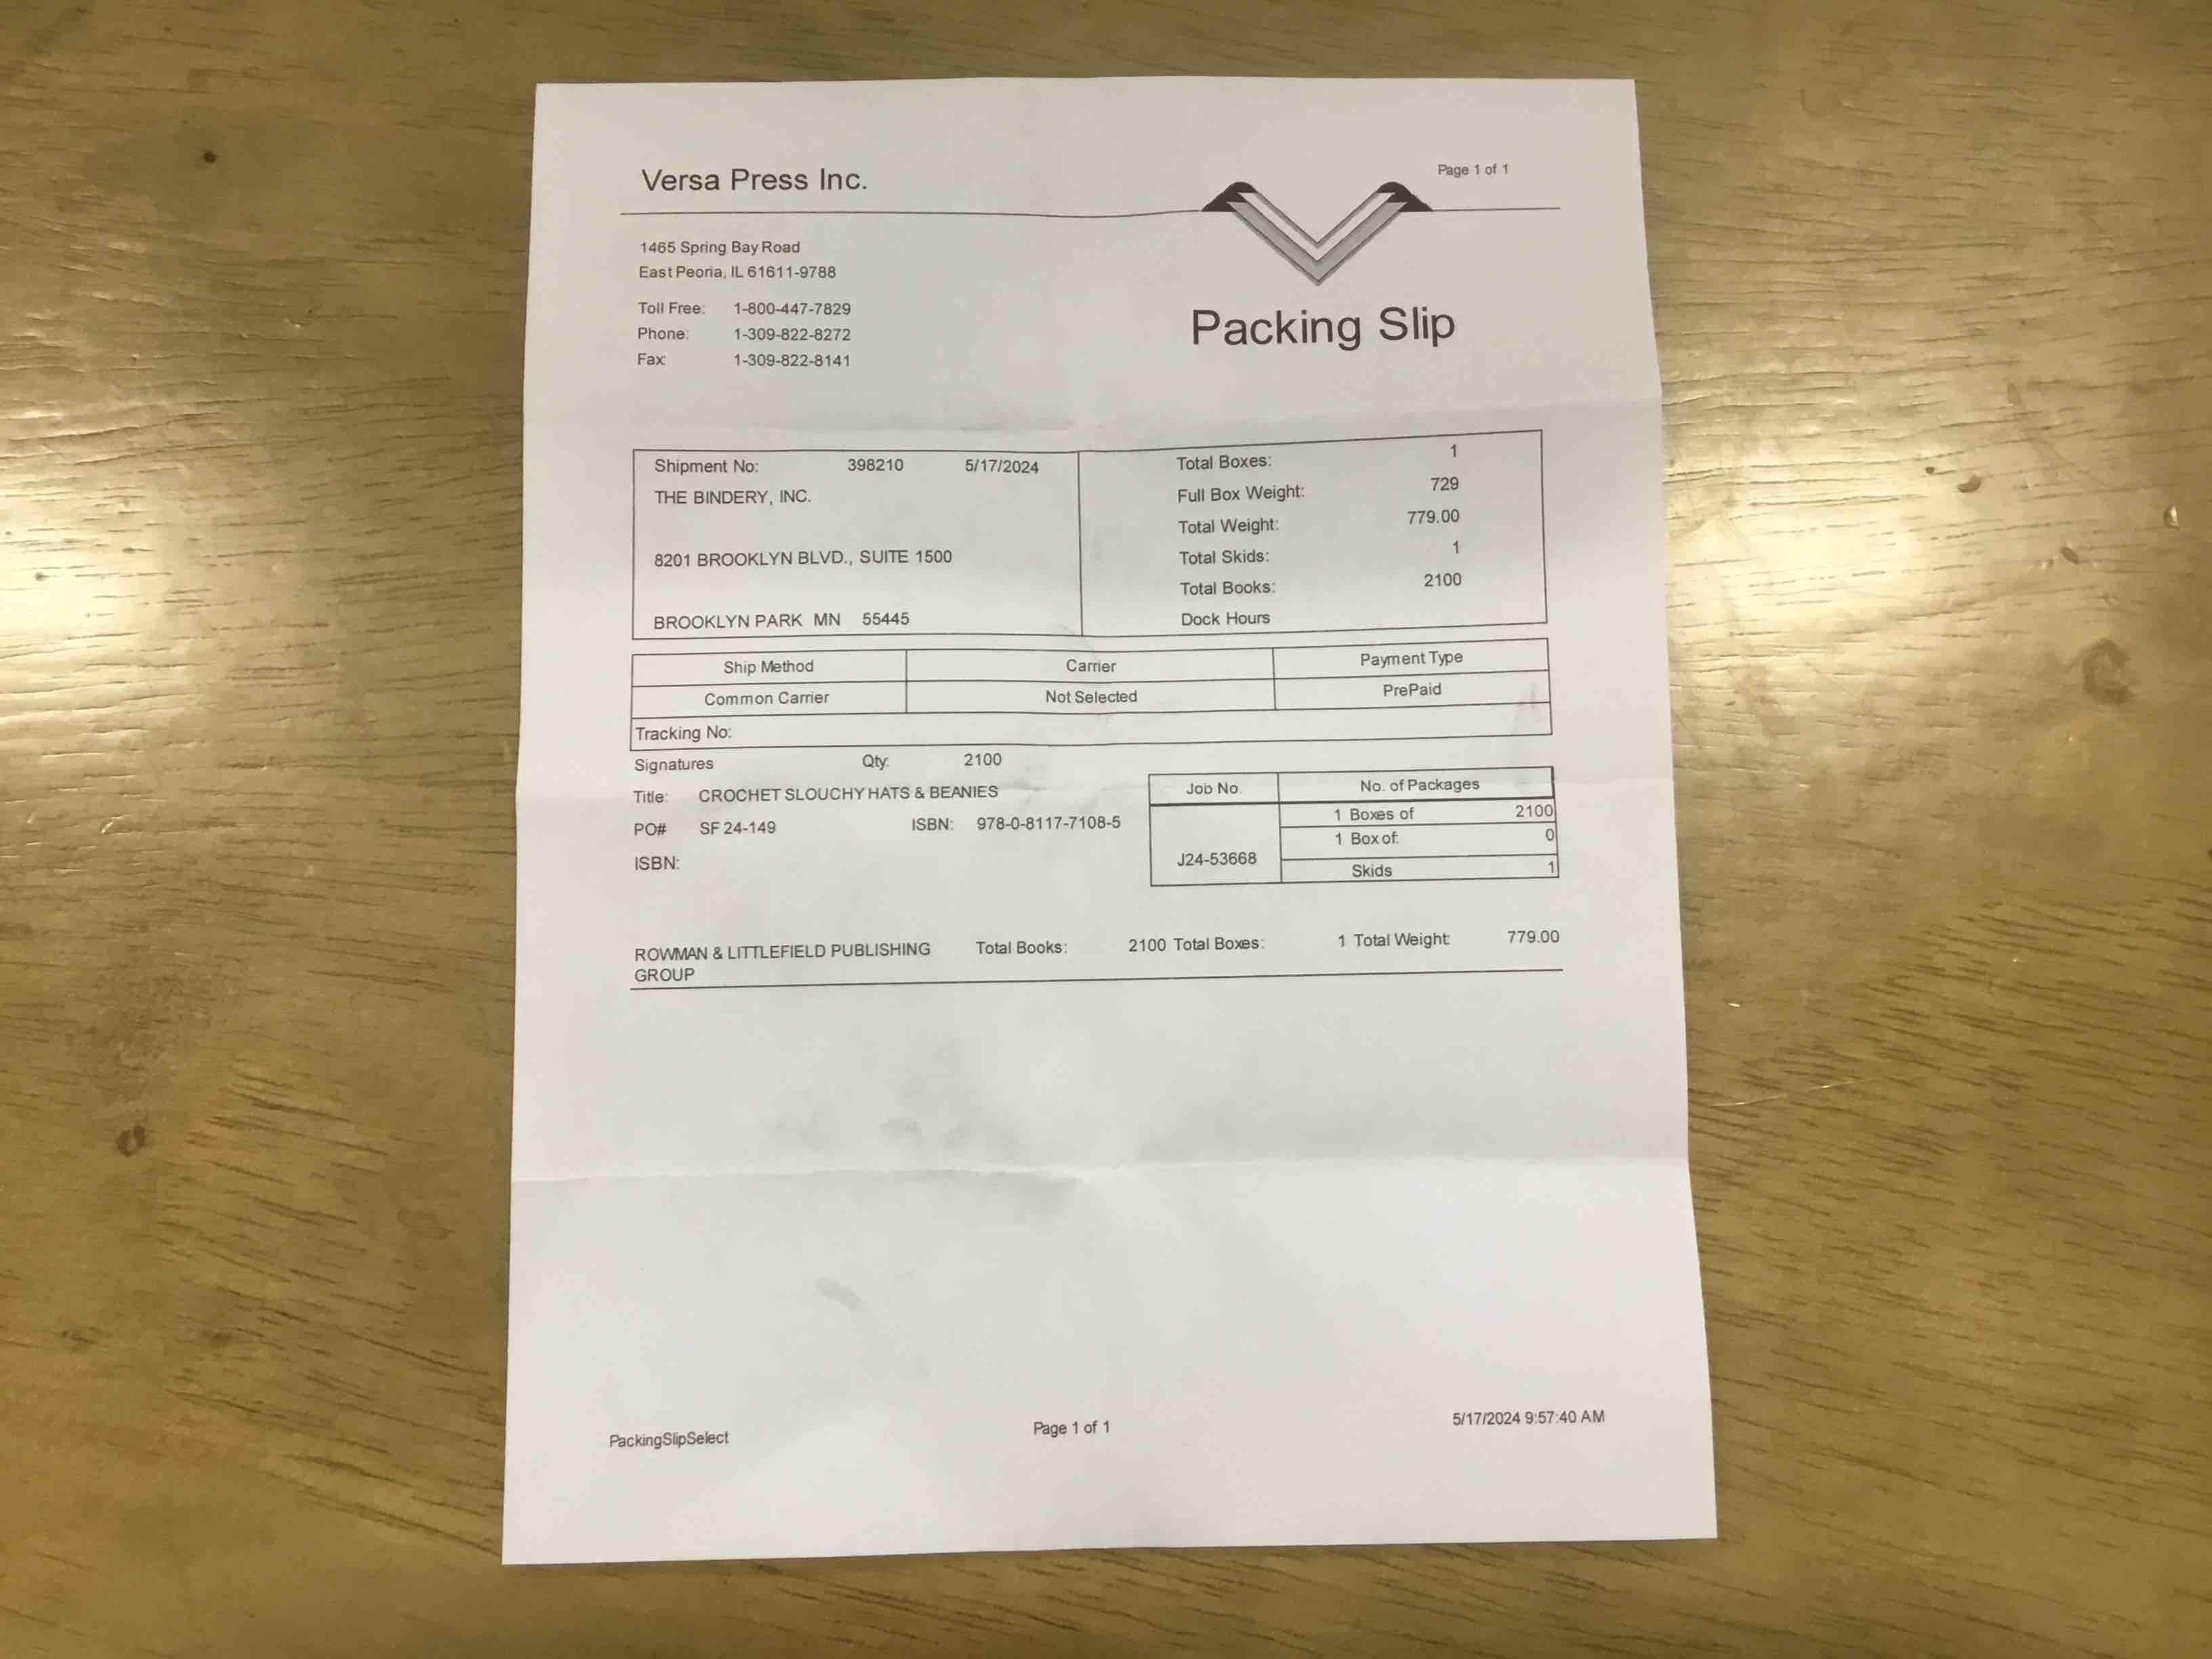 Versa Press Inc.
Page 1 of 1
1465 Spring Bay Road
East Peoria, IL 61611-9788
Toll Free: 1-800-447-7829
Phone: 1-309-822-8272
Fax: 1-309-822-8141
Packing Slip
Shipment No: 398210 5/17/2024
THE BINDERY, INC.
8201 BROOKLYN BLVD., SUITE 1500
BROOKLYN PARK MN 55445
Total Boxes: 1
Full Box Weight: 729
Total Weight: 779.00
Total Skids: 1
Total Books: 2100
Dock Hours
Ship Method Carrier Payment Type
Common Carrier Not Selected PrePaid
Tracking No:
Signatures Qty: 2100
Title: CROCHET SLOUCHY HATS & BEANIES
PO# SF 24-149 ISBN: 978-0-8117-7108-5
ISBN:
Job No. No. of Packages
1 Boxes of 2100
1 Box of: 0
J24-53668
Skids 1
ROWMAN & LITTLEFIELD PUBLISHING Total Books: 2100 Total Boxes: 1 Total Weight: 779.00
GROUP
PackingSlipSelect Page 1 of 1 5/17/2024 9:57:40 AM